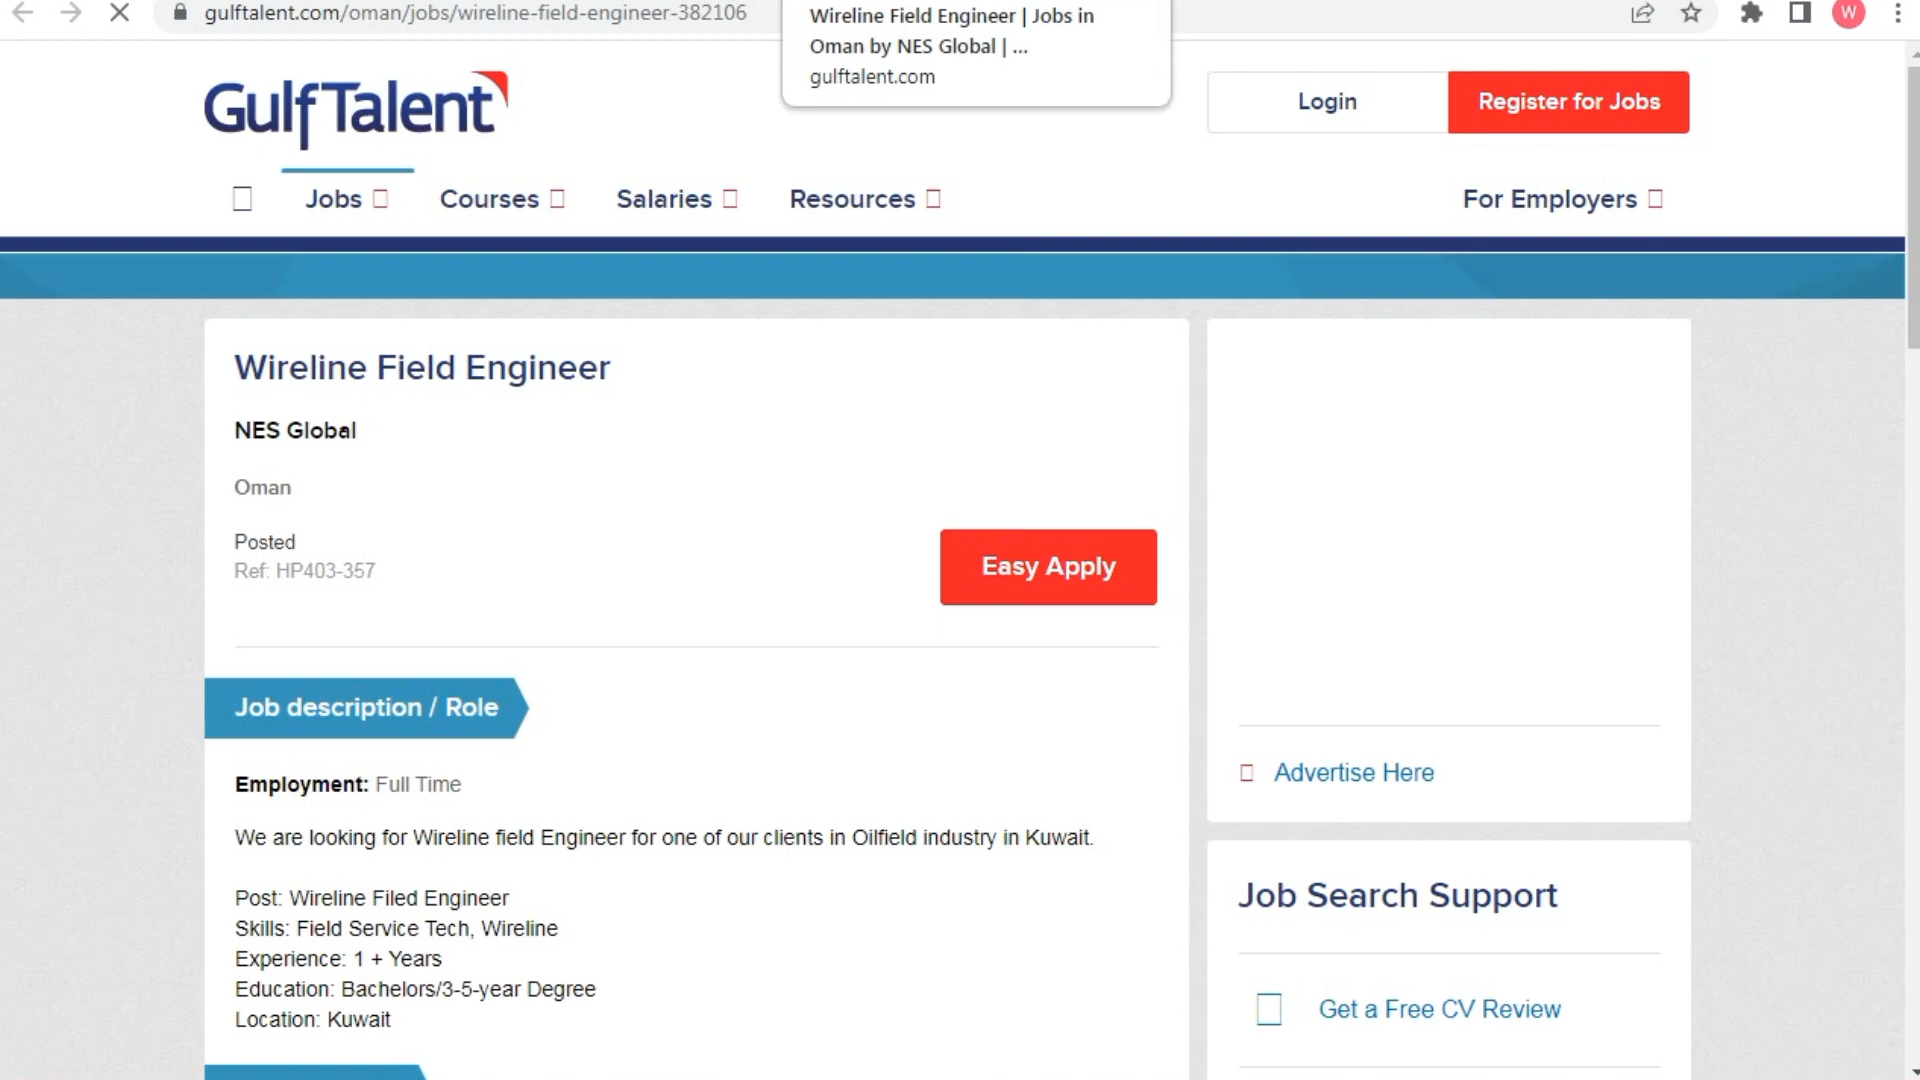 gulftalent.com/oman/jobs/wireline-field-engineer-382106
Wireline Field Engineer | Jobs in
Oman by NES Global | ...
gulftalent.com
W
GulfTalent
Login
Register for Jobs
Jobs
Courses
Salaries
Resources
For Employers
Wireline Field Engineer
NES Global
Oman
Posted
Ref: HP403-357
Easy Apply
Job description / Role
Employment: Full Time
We are looking for Wireline field Engineer for one of our clients in Oilfield industry in Kuwait.
Post: Wireline Filed Engineer
Skills: Field Service Tech, Wireline
Experience: 1 + Years
Education: Bachelors/3-5-year Degree
Location: Kuwait
Advertise Here
Job Search Support
Get a Free CV Review